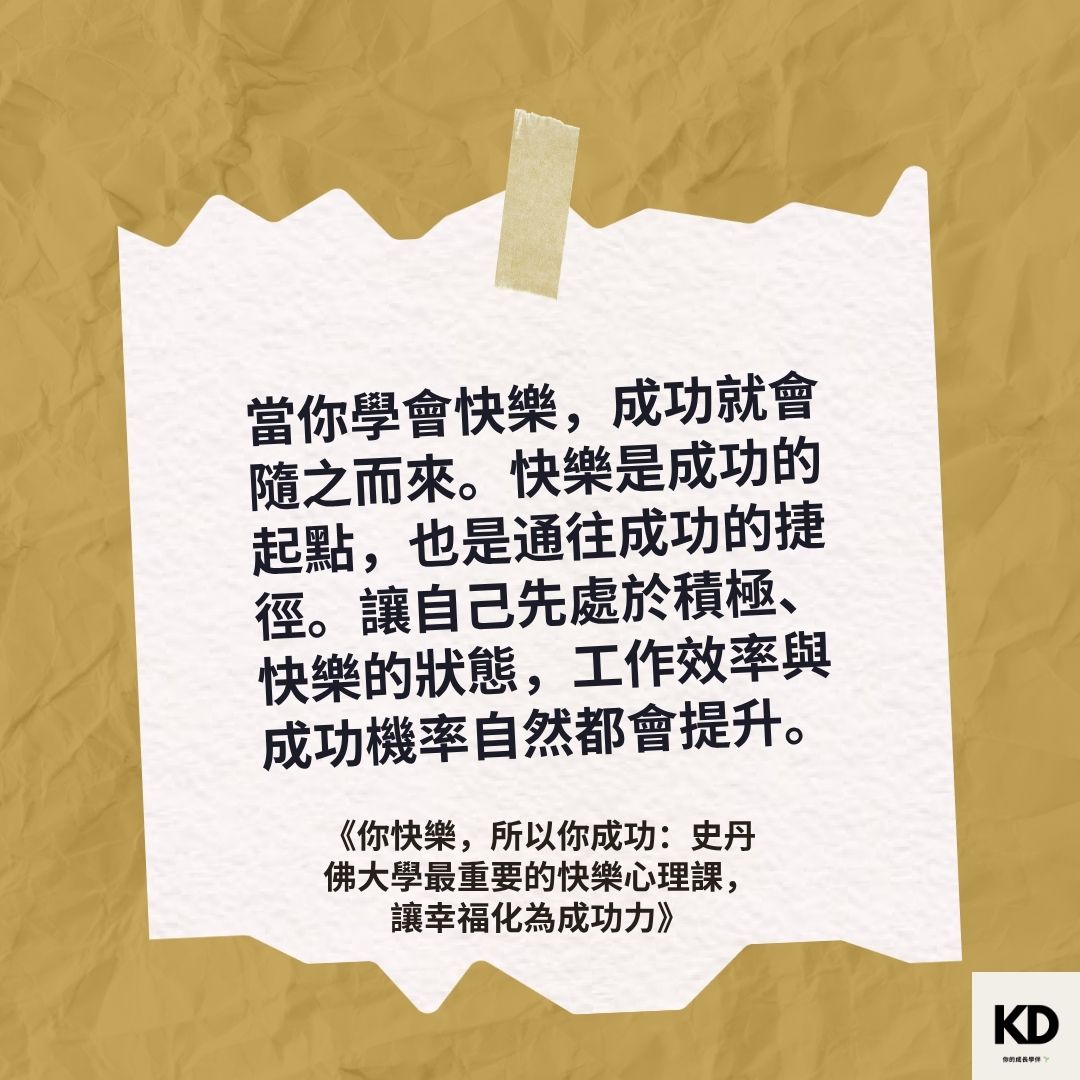 當你學會快樂，成功就會
隨之而來。快樂是成功的
起點，也是通往成功的捷
徑。讓自己先處於積極、
快樂的狀態，工作效率與
成功機率自然都會提升。
《你快樂，所以你成功：史丹
佛大學最重要的快樂心理課，
讓幸福化為成功力》
KD
你的成長學伴